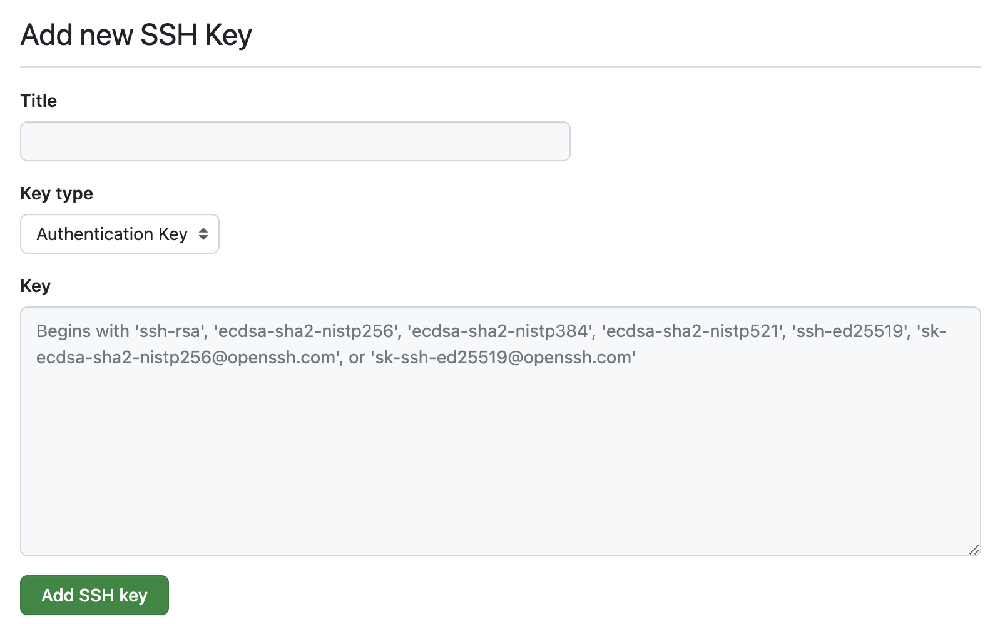 Add new SSH Key
Title
Key type
Authentication Key
Key
Begins with 'ssh-rsa', 'ecdsa-sha2-nistp256', 'ecdsa-sha2-nistp384', 'ecdsa-sha2-nistp521', 'ssh-ed25519', 'sk-
ecdsa-sha2-nistp256@openssh.com', or 'sk-ssh-ed25519@openssh.com'
Add SSH key